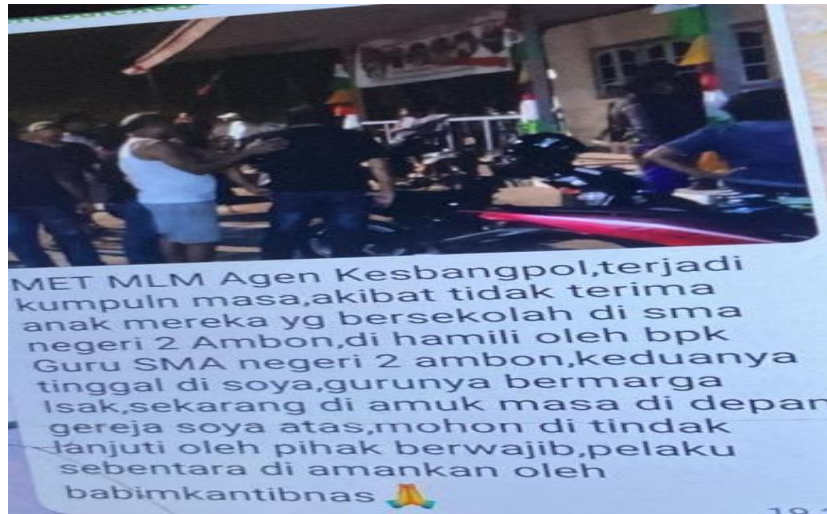 MET MLM Agen Kesbangpol,terjadi
kumpuln masa,akibat tidak terima
anak mereka yg bersekolah di sma
negeri 2 Ambon,di hamili oleh bpk
Guru SMA negeri 2 ambon,keduanya
tinggal di soya,gurunya bermarga
Isak,sekarang di amuk masa di depan
gereja soya atas,mohon di tindak
lanjuti oleh pihak berwajib,pelaku
sebentara di amankan oleh
babimkantibnas 🙏